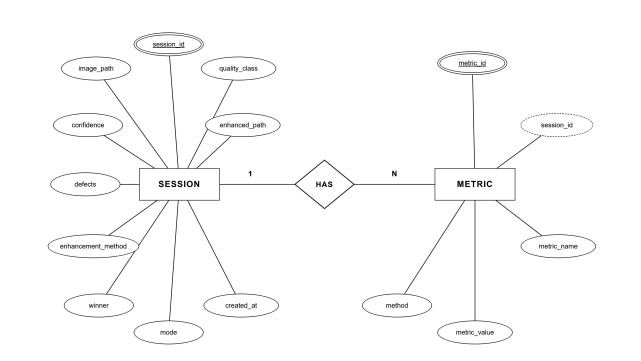 session_id
metric_id
image_path
quality_class
confidence
enhanced_path
session_id
1
N
defects
SESSION
HAS
METRIC
enhancement_method
metric_name
winner
created_at
method
mode
metric_value